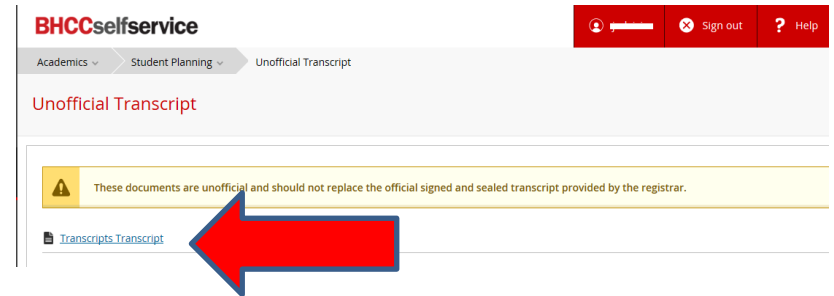 BHCCselfservice
Sign out
? Help
Academics
Student Planning
Unofficial Transcript
Unofficial Transcript
These documents are unofficial and should not replace the official signed and sealed transcript provided by the registrar.
Transcripts Transcript